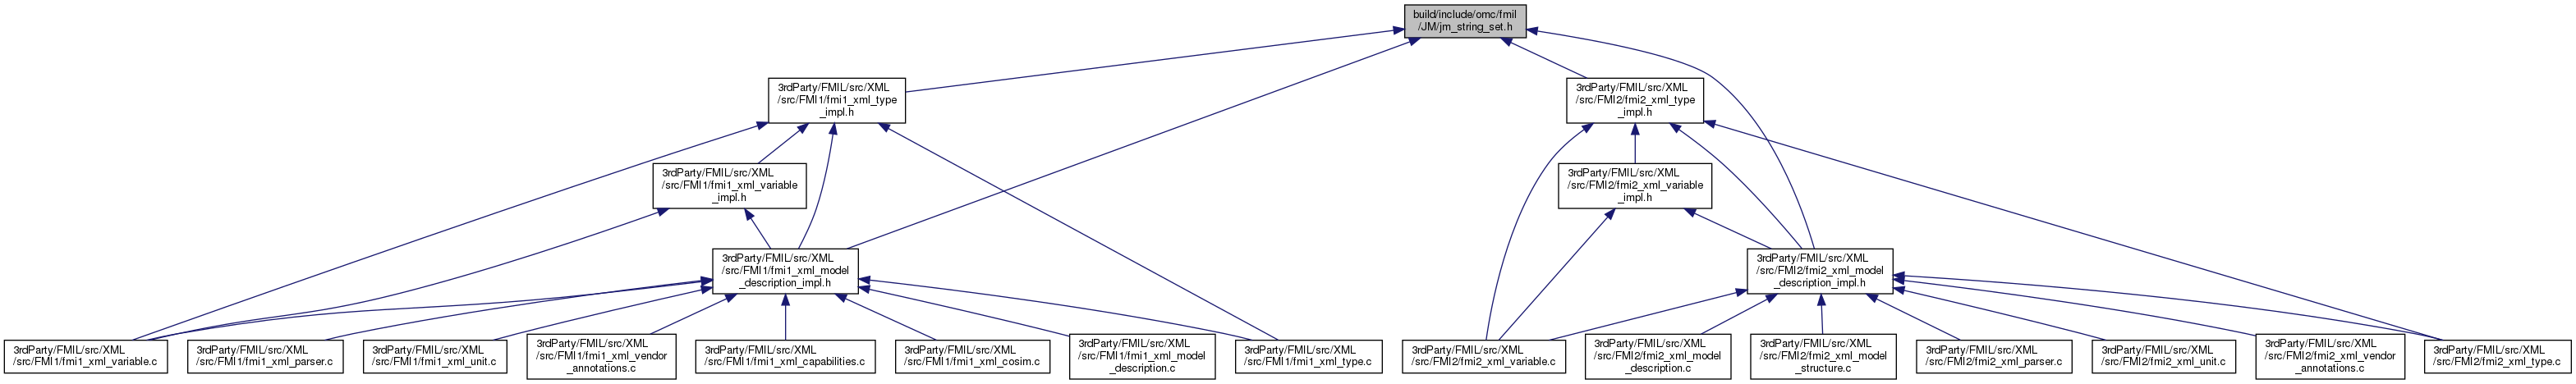 build/include/omc/fmil
/JM/jm_string_set.h
3rdParty/FMIL/src/XML
/src/FMI1/fmi1_xml_type
_impl.h
3rdParty/FMIL/src/XML
/src/FMI2/fmi2_xml_type
_impl.h
3rdParty/FMIL/src/XML
/src/FMI1/fmi1_xml_variable
_impl.h
3rdParty/FMIL/src/XML
/src/FMI2/fmi2_xml_variable
_impl.h
3rdParty/FMIL/src/XML
/src/FMI1/fmi1_xml_model
_description_impl.h
3rdParty/FMIL/src/XML
/src/FMI2/fmi2_xml_model
_description_impl.h
3rdParty/FMIL/src/XML
/src/FMI1/fmi1_xml_variable.c
3rdParty/FMIL/src/XML
/src/FMI1/fmi1_xml_parser.c
3rdParty/FMIL/src/XML
/src/FMI1/fmi1_xml_unit.c
3rdParty/FMIL/src/XML
/src/FMI1/fmi1_xml_vendor
_annotations.c
3rdParty/FMIL/src/XML
/src/FMI1/fmi1_xml_capabilities.c
3rdParty/FMIL/src/XML
/src/FMI1/fmi1_xml_cosim.c
3rdParty/FMIL/src/XML
/src/FMI1/fmi1_xml_model
_description.c
3rdParty/FMIL/src/XML
/src/FMI1/fmi1_xml_type.c
3rdParty/FMIL/src/XML
/src/FMI2/fmi2_xml_variable.c
3rdParty/FMIL/src/XML
/src/FMI2/fmi2_xml_model
_description.c
3rdParty/FMIL/src/XML
/src/FMI2/fmi2_xml_model
_structure.c
3rdParty/FMIL/src/XML
/src/FMI2/fmi2_xml_parser.c
3rdParty/FMIL/src/XML
/src/FMI2/fmi2_xml_unit.c
3rdParty/FMIL/src/XML
/src/FMI2/fmi2_xml_vendor
_annotations.c
3rdParty/FMIL/src/XML
/src/FMI2/fmi2_xml_type.c